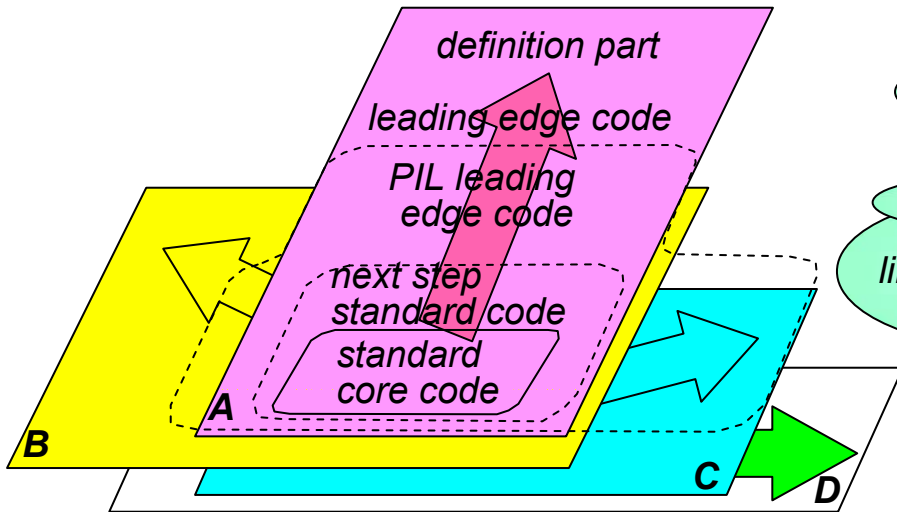 definition part
leading edge code
PIL leading
edge code
next step
standard code
standard
core code
A
B
C
D